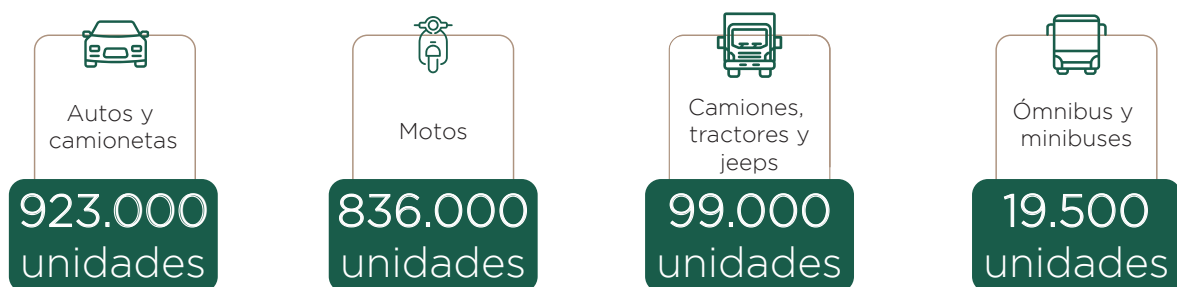 Autos y
camionetas
923.000
unidades
Motos
836.000
unidades
Camiones,
tractores y
jeeps
99.000
unidades
Ómnibus y
minibuses
19.500
unidades